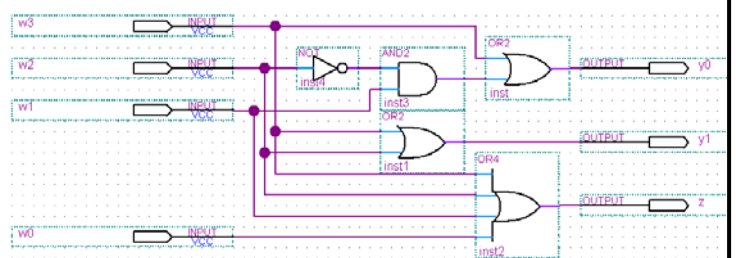 w3 INPUT VCC
OR2
w2 INPUT VCC NOT inst4 AND2 inst3 inst OUTPUT y0
w1 INPUT VCC
OR2 inst1 OUTPUT y1
OR4
OUTPUT z
w0 INPUT VCC
inst2